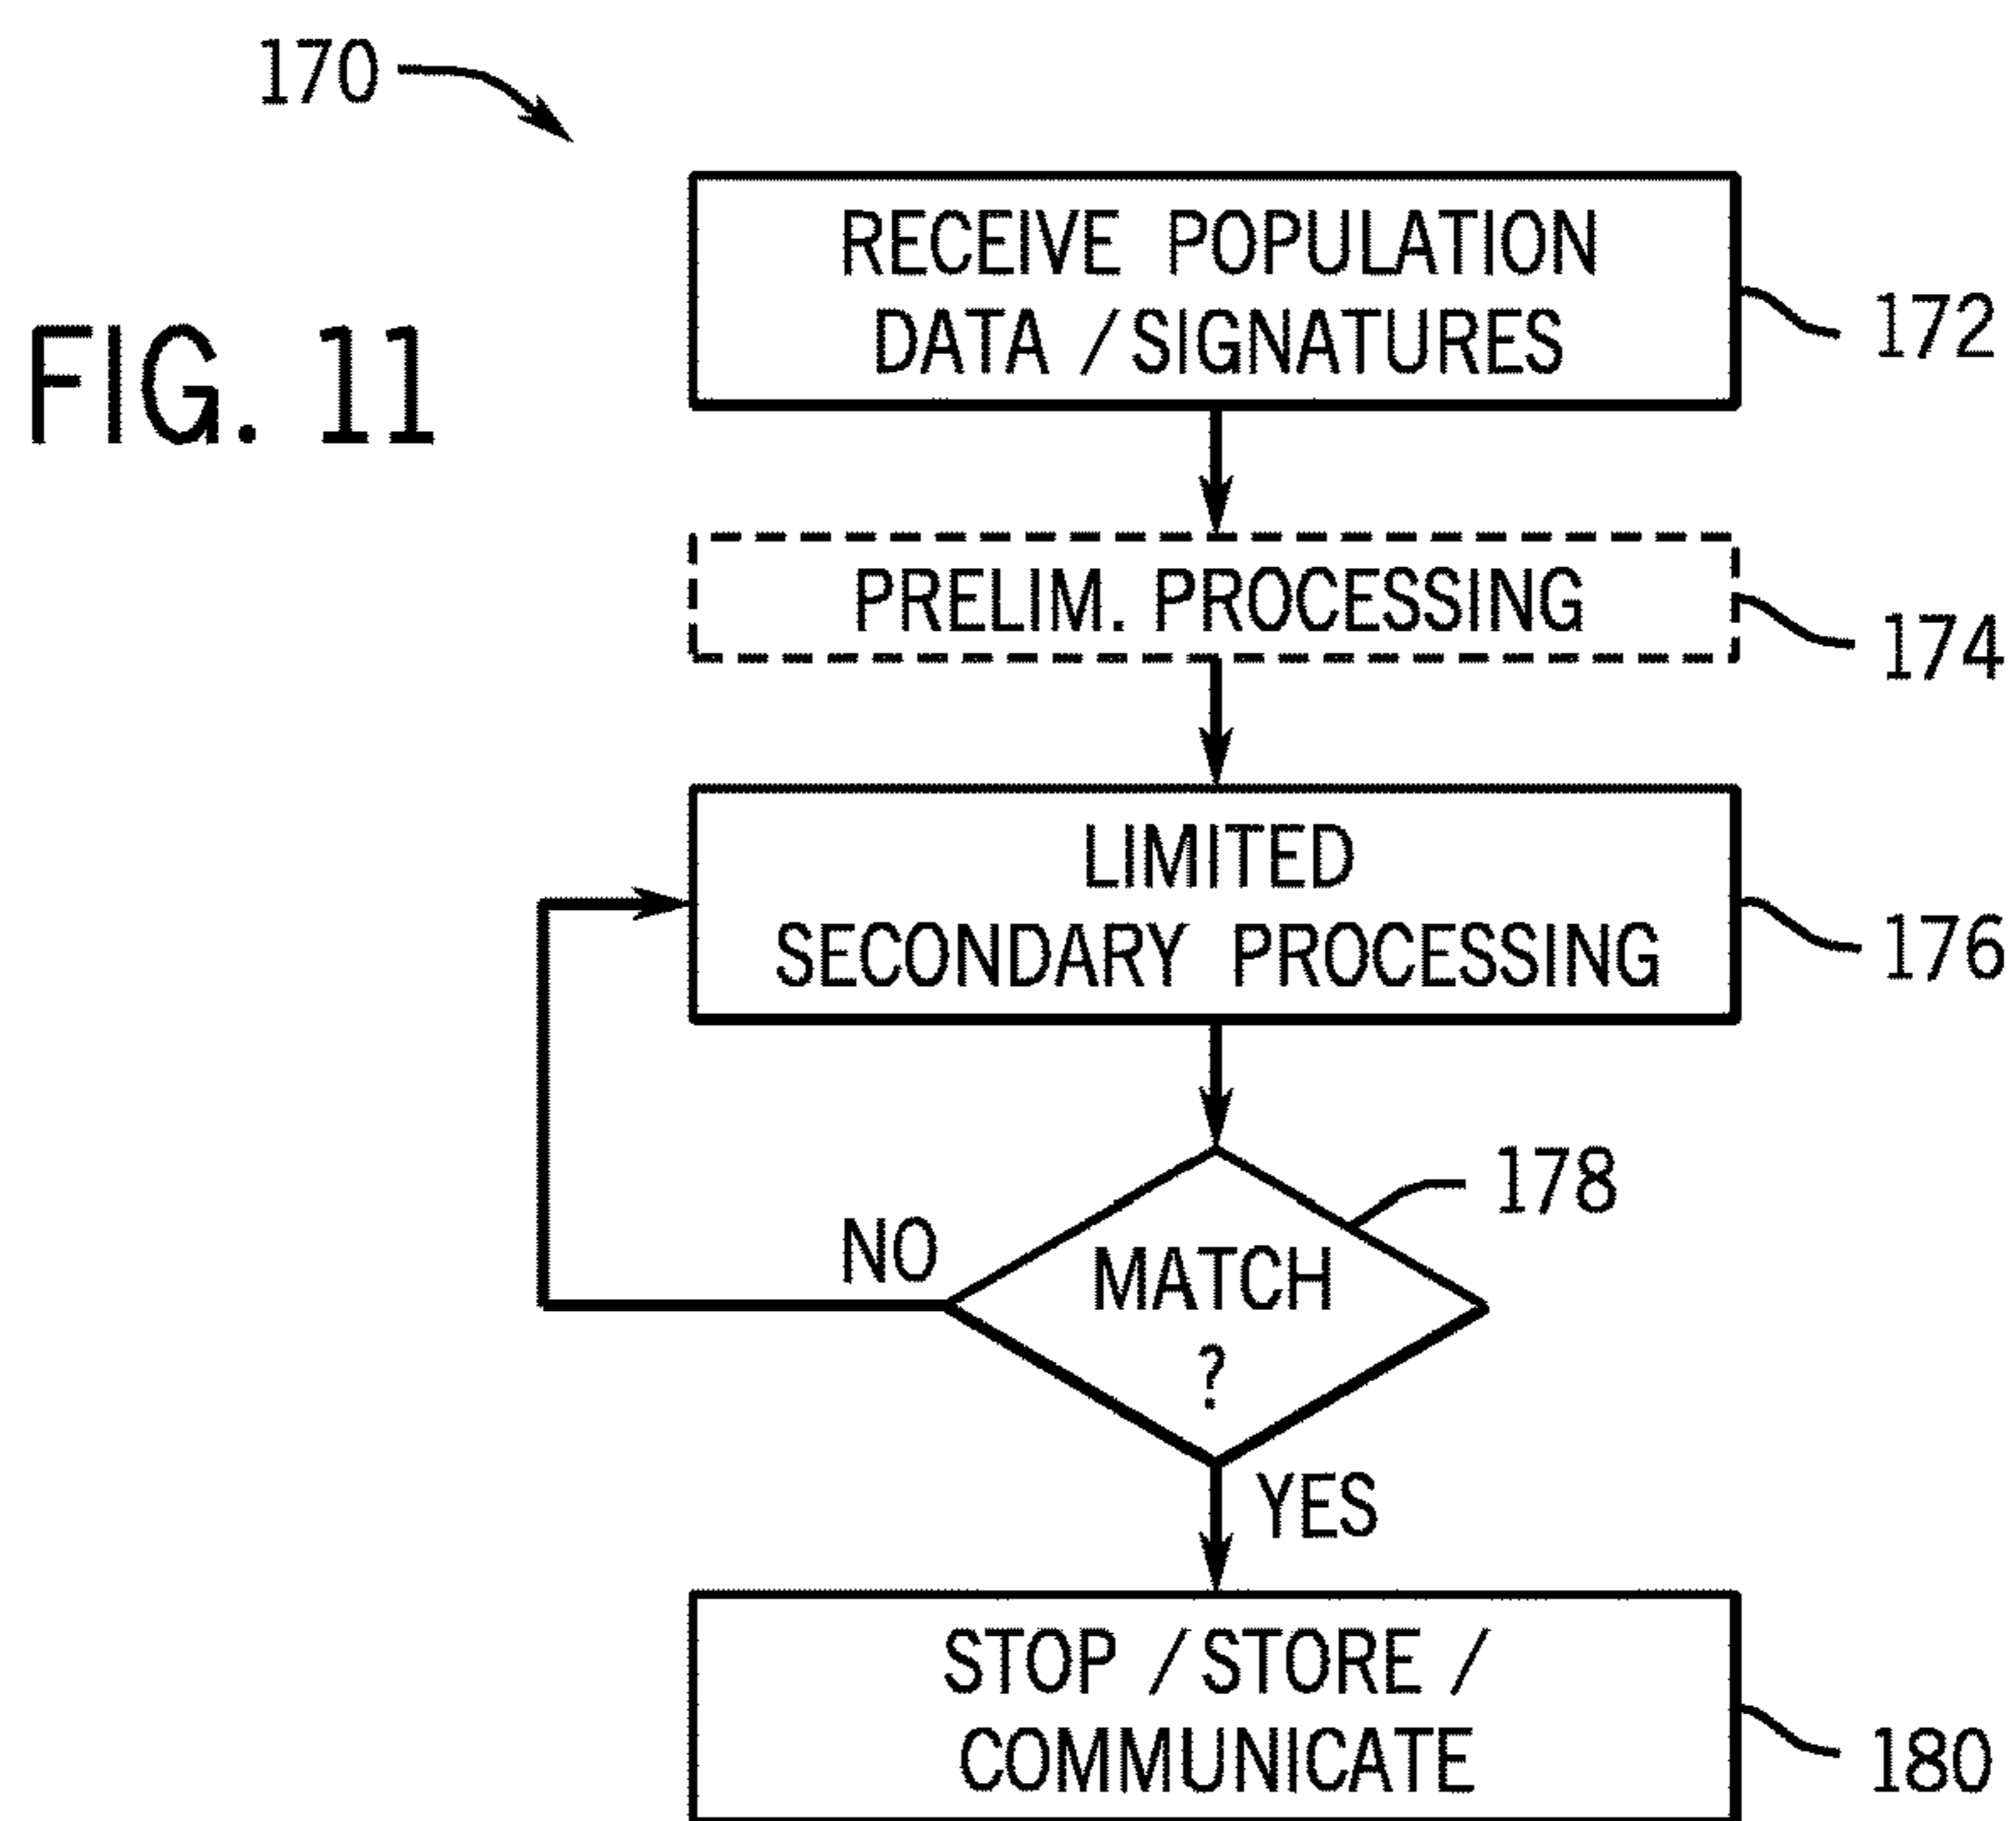 170
RECEIVE POPULATION
DATA / SIGNATURES
172
FIG. 11
PRELIM. PROCESSING
174
LIMITED
SECONDARY PROCESSING
176
178
NO
MATCH
?
YES
STOP / STORE /
COMMUNICATE
180